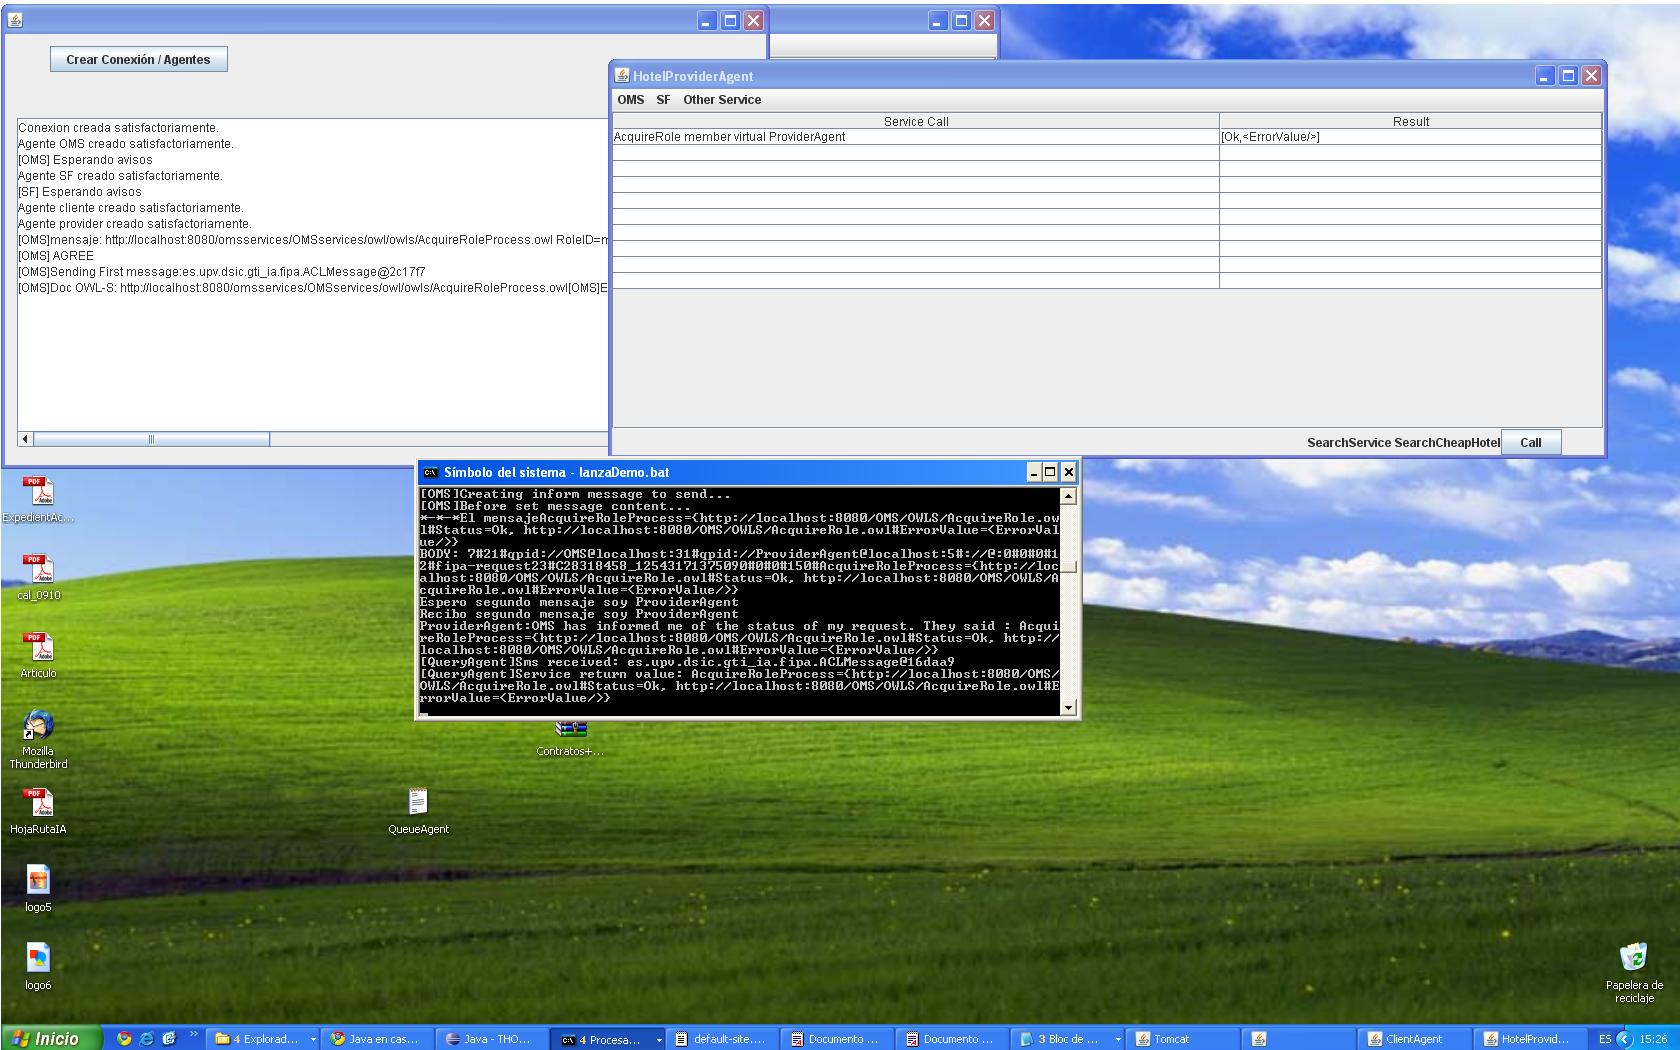 Crear Conexión / Agentes
Conexion creada satisfactoriamente.
Agente OMS creado satisfactoriamente.
[OMS] Esperando avisos
Agente SF creado satisfactoriamente.
[SF] Esperando avisos
Agente cliente creado satisfactoriamente.
Agente provider creado satisfactoriamente.
[OMS]mensaje: http://localhost:8080/omsservices/OMSservices/owl/owls/AcquireRoleProcess.owl RoleID=m
[OMS] AGREE
[OMS]Sending First message:es.upv.dsic.gti_ia.fipa.ACLMessage@2c17f7
[OMS]Doc OWL-S: http://localhost:8080/omsservices/OMSservices/owl/owls/AcquireRoleProcess.owl[OMS]E
HotelProviderAgent
OMS SF Other Service
Service Call Result
AcquireRole member virtual ProviderAgent [Ok,<ErrorValue/>]
SearchService SearchCheapHotel Call
Símbolo del sistema - lanzaDemo.bat
[OMS]Creating inform message to send...
[OMS]Before set message content...
*-*-*El mensajeAcquireRoleProcess={http://localhost:8080/OMS/OWLS/AcquireRole.ow
l#Status=Ok, http://localhost:8080/OMS/OWLS/AcquireRole.owl#ErrorValue=<ErrorVal
ue/>}
BODY: 7#21#qpid://OMS@localhost:31#qpid://ProviderAgent@localhost:5#://@:0#0#0#1
2#fipa-request23#C28318458_12543171375090#0#0#150#AcquireRoleProcess={http://loc
alhost:8080/OMS/OWLS/AcquireRole.owl#Status=Ok, http://localhost:8080/OMS/OWLS/A
cquireRole.owl#ErrorValue=<ErrorValue/>}
Espero segundo mensaje soy ProviderAgent
Recibo segundo mensaje soy ProviderAgent
ProviderAgent:OMS has informed me of the status of my request. They said : Acqui
reRoleProcess={http://localhost:8080/OMS/OWLS/AcquireRole.owl#Status=Ok, http://
localhost:8080/OMS/OWLS/AcquireRole.owl#ErrorValue=<ErrorValue/>}
[QueryAgent]Sms received: es.upv.dsic.gti_ia.fipa.ACLMessage@16daa9
[QueryAgent]Service return value: AcquireRoleProcess={http://localhost:8080/OMS/
OWLS/AcquireRole.owl#Status=Ok, http://localhost:8080/OMS/OWLS/AcquireRole.owl#E
rrorValue=<ErrorValue/>}
ExpedientAc...
cal_0910
Articulo
Mozilla
Thunderbird
Contratos+...
HojaRutaIA
QueueAgent
logo5
logo6
Papelera de
reciclaje
Inicio
4 Explorad...
Java en cas...
Java - THO...
4 Procesa...
default-site....
Documento ...
Documento ...
3 Bloc de ...
Tomcat
ClientAgent
HotelProvid...
ES
15:26